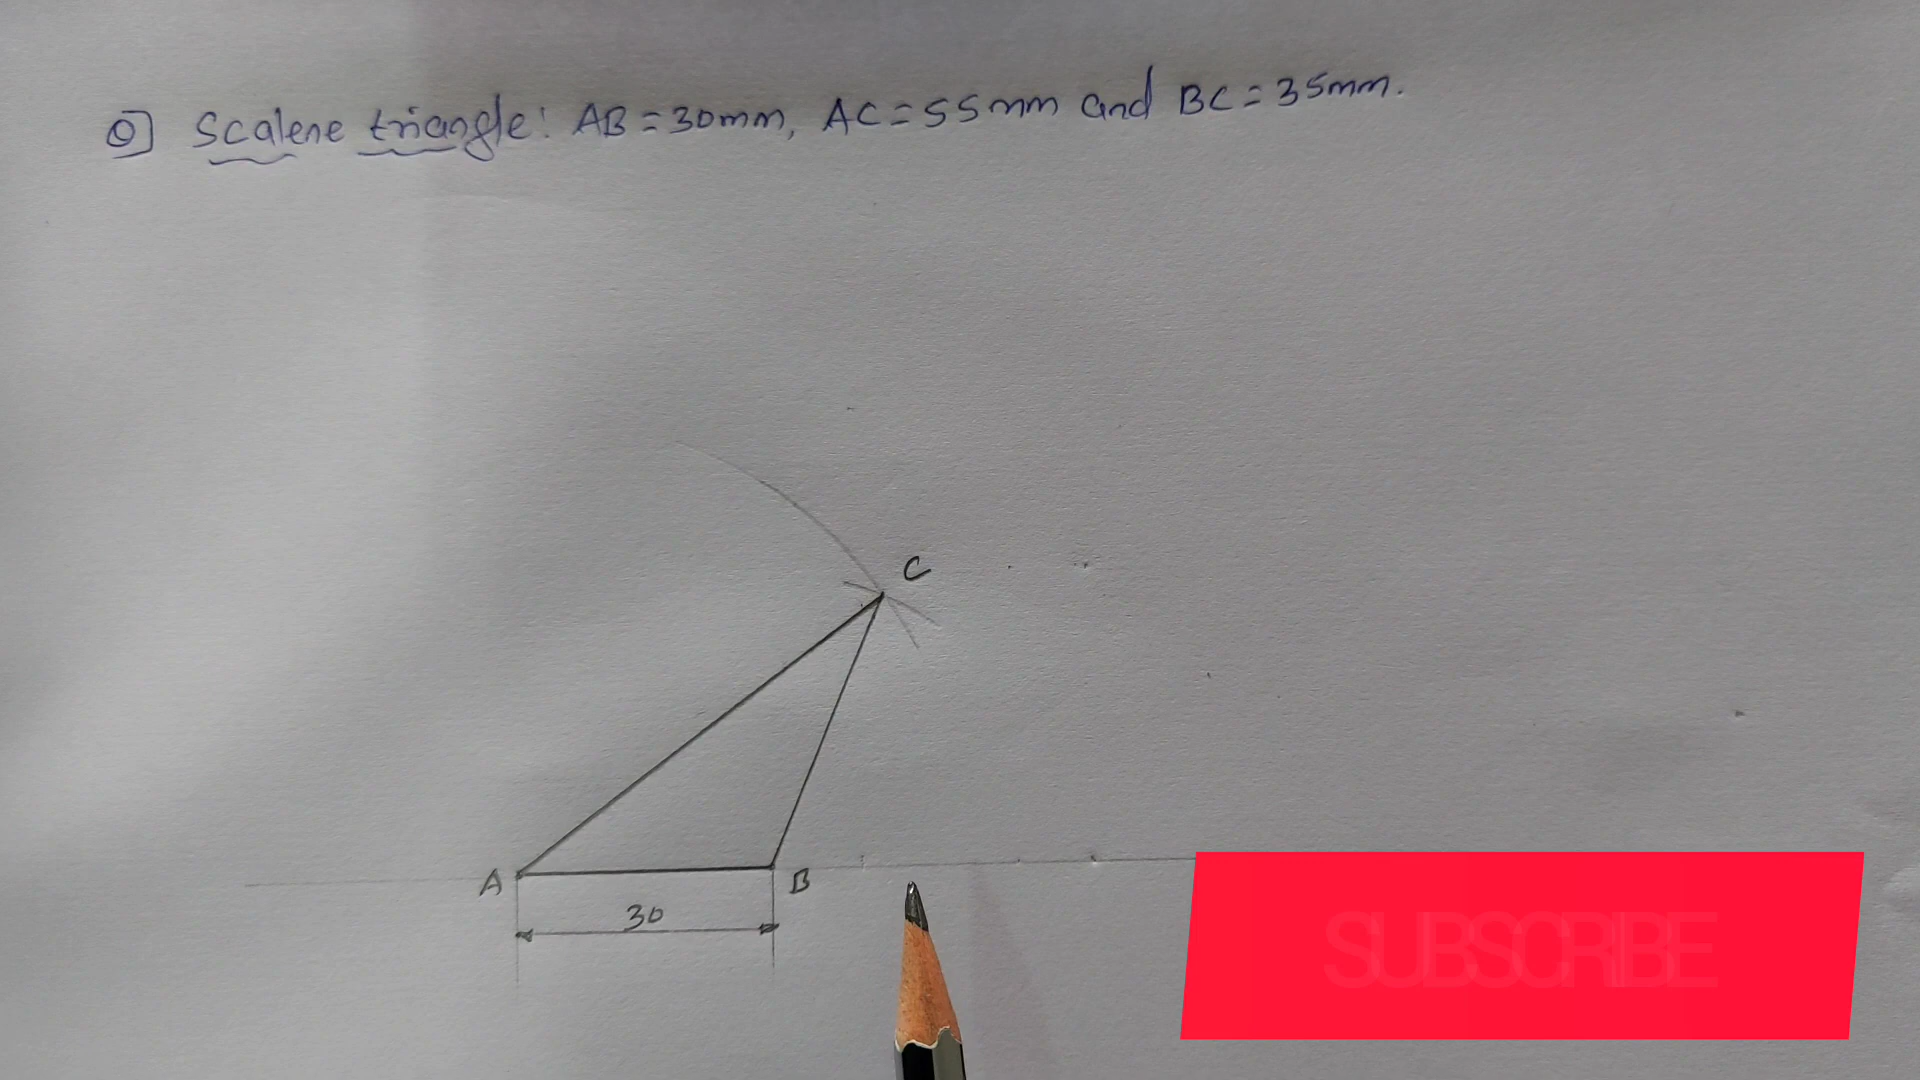 Scalene triangle: AB=30mm, AC=55mm and BC=35mm.
C
A
B
30
SUBSCRIBE